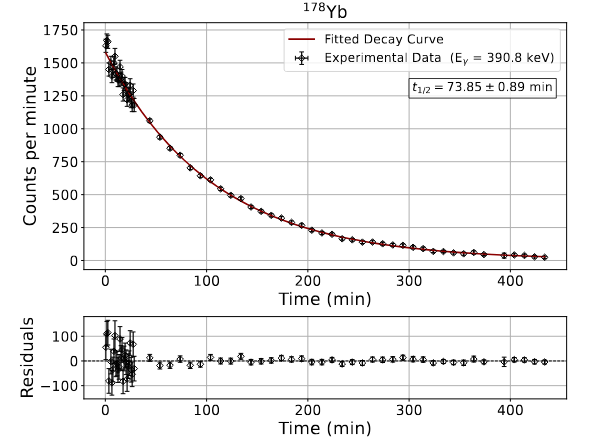 ¹⁷⁸Yb
Counts per minute
1750
1500
1250
1000
750
500
250
0
Fitted Decay Curve
Experimental Data (Eγ = 390.8 keV)
t₁/₂ = 73.85 ± 0.89 min
0 100 200 300 400
Time (min)
Residuals
100
0
−100
0 100 200 300 400
Time (min)